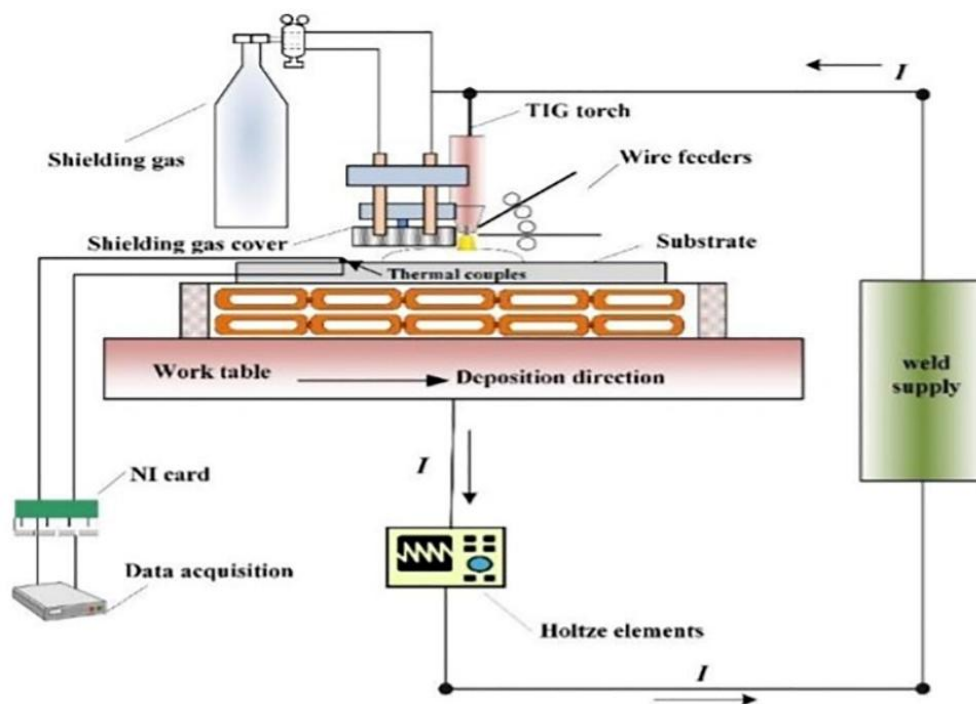 I
TIG torch
Shielding gas
Wire feeders
Shielding gas cover
Substrate
Thermal couples
Work table
Deposition direction
weld
supply
I
NI card
Data acquisition
Holtze elements
I